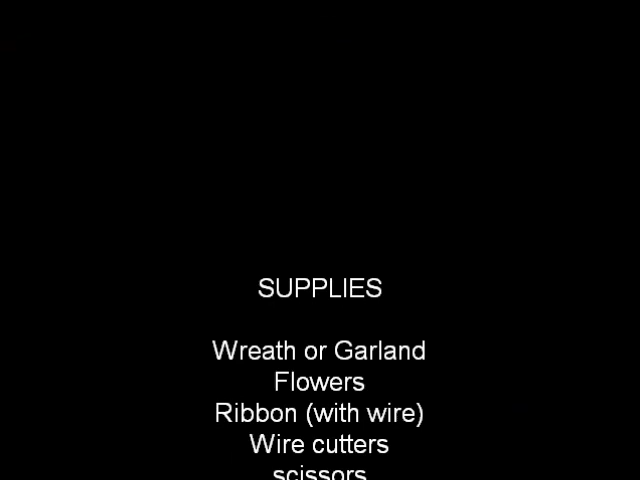 SUPPLIES
Wreath or Garland
Flowers
Ribbon (with wire)
Wire cutters
scissors